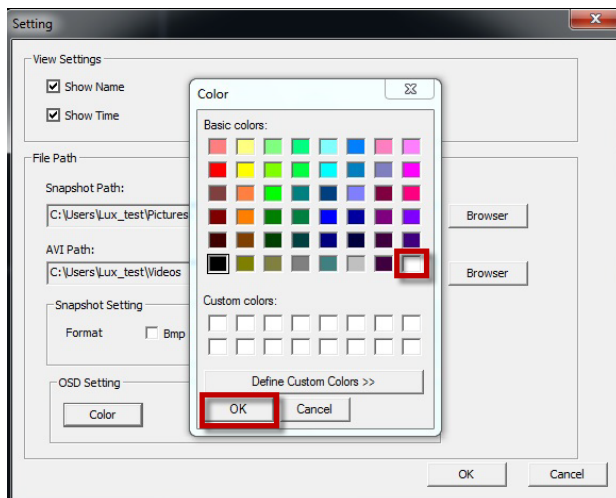 Setting
View Settings
Show Name
Show Time
File Path
Snapshot Path:
C:\Users\Lux_test\Pictures
Browser
AVI Path:
C:\Users\Lux_test\Videos
Browser
Snapshot Setting
Format
Bmp
OSD Setting
Color
OK
Cancel
Color
Basic colors:
Custom colors:
Define Custom Colors >>
OK
Cancel